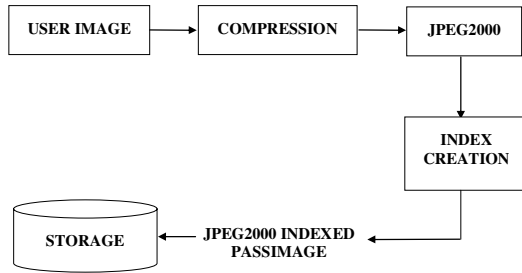 USER IMAGE
COMPRESSION
JPEG2000
INDEX
CREATION
STORAGE
JPEG2000 INDEXED
PASSIMAGE